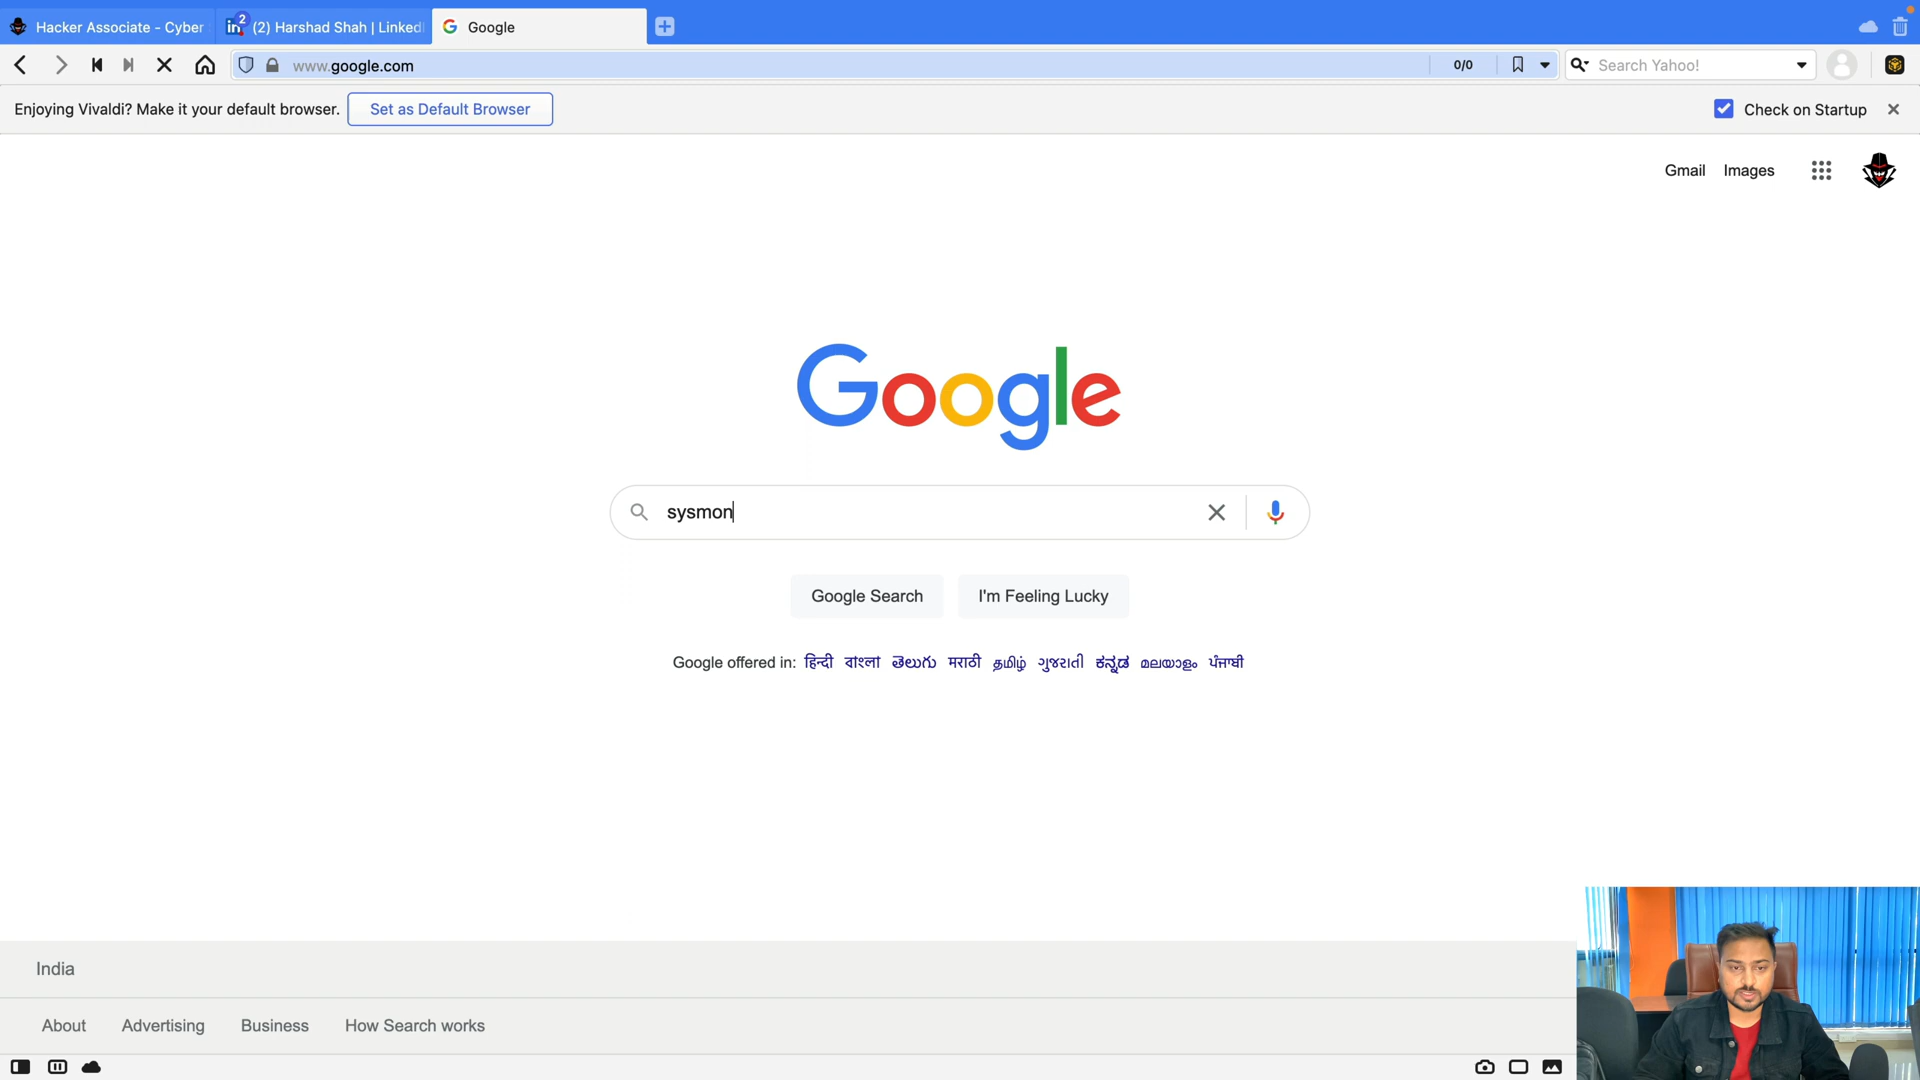 Hacker Associate - Cyber
2 (2) Harshad Shah | Linked
Google
www.google.com
0/0
Search Yahoo!
Enjoying Vivaldi? Make it your default browser.
Set as Default Browser
Check on Startup
Gmail Images
Google
sysmon
Google Search
I'm Feeling Lucky
Google offered in: हिन्दी বাংলা తెలుగు मराठी தமிழ் ગુજરાતી ಕನ್ನಡ മലയാളം ਪੰਜਾਬੀ
India
About Advertising Business How Search works